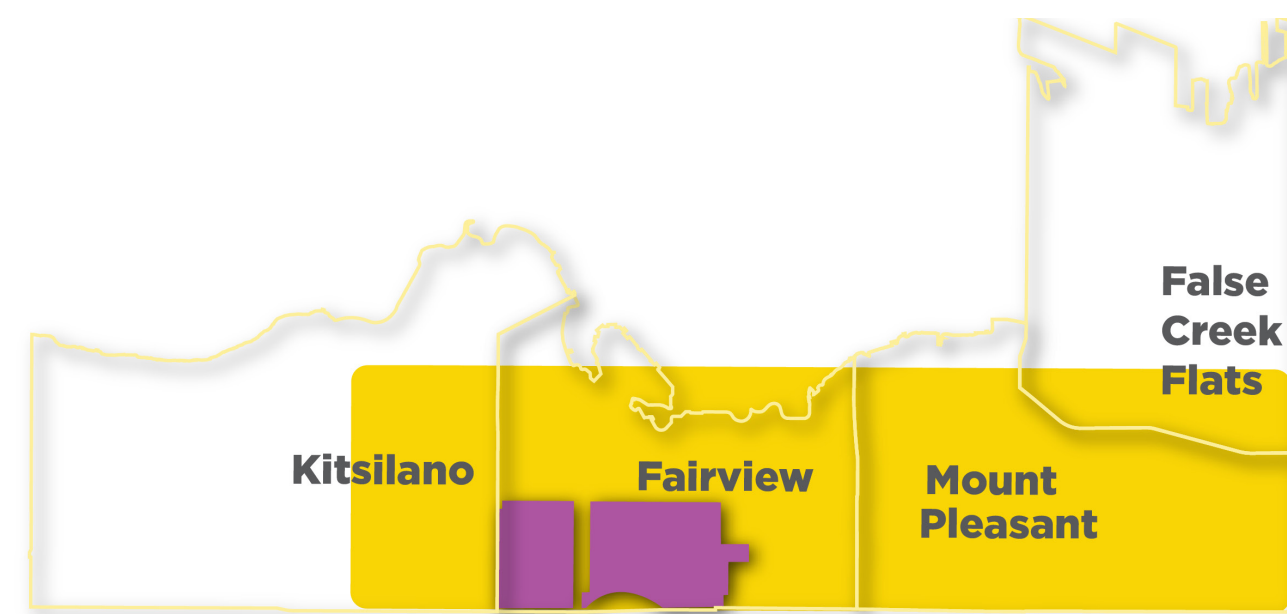 False
Creek
Flats
Kitsilano
Fairview
Mount
Pleasant